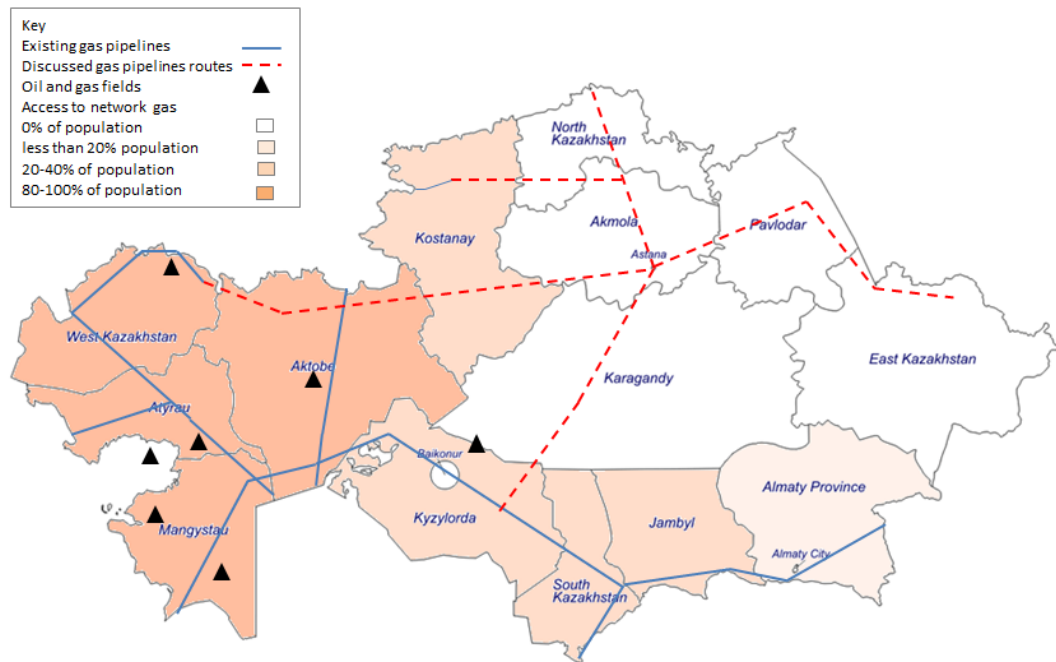 Key
Existing gas pipelines
Discussed gas pipelines routes
Oil and gas fields
Access to network gas
0% of population
less than 20% population
20-40% of population
80-100% of population
North
Kazakhstan
Akmola
Pavlodar
Kostanay
Astana
West Kazakhstan
Aktobe
East Kazakhstan
Karagandy
Atyrau
Baikonur
Almaty Province
Kyzylorda
Jambyl
Mangystau
Almaty City
South
Kazakhstan